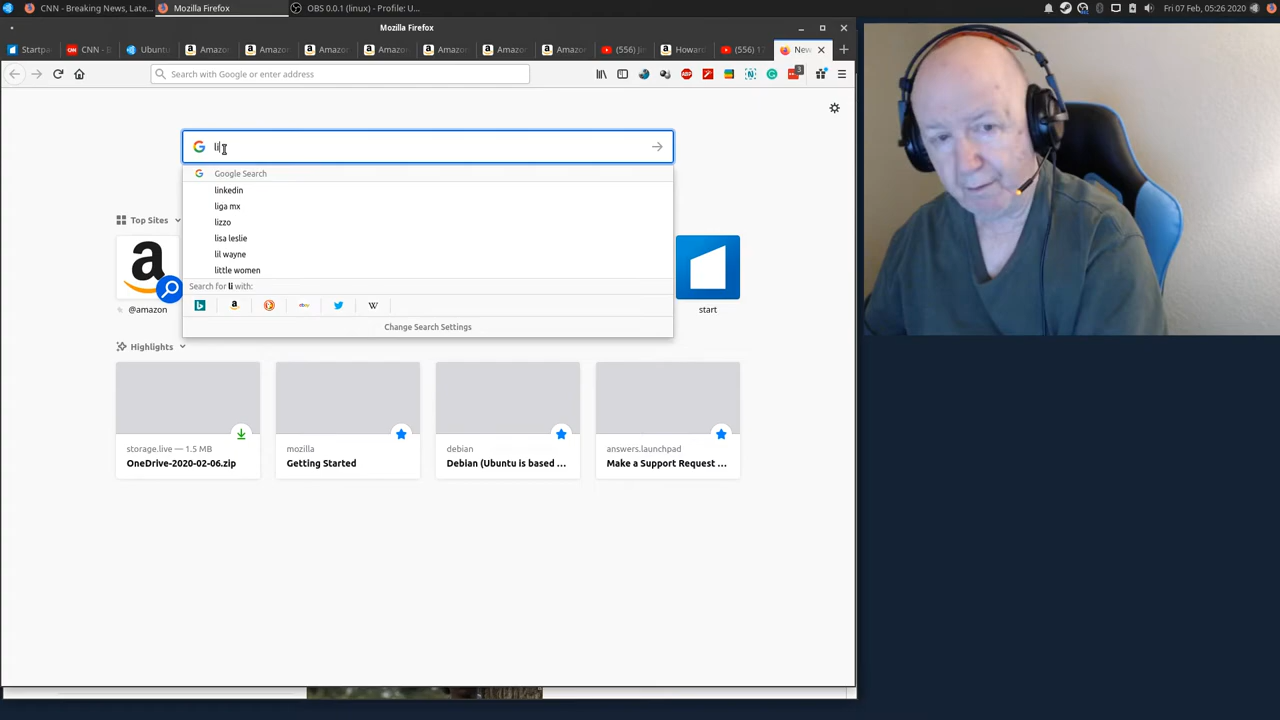 CNN - Breaking News, Late...
Mozilla Firefox
OBS 0.0.1 (linux) - Profile: U...
Fri 07 Feb, 05:26 2020
Mozilla Firefox
Startpa
CNN - B
Ubuntu
Amazon
Amazon
Amazon
Amazon
Amazon
Amazon
Amazon
(556) Jim
Howard
(556) 17
New
Search with Google or enter address
3
li
Google Search
linkedin
liga mx
lizzo
lisa leslie
lil wayne
little women
Search for li with:
ebay
W
Change Search Settings
Top Sites
@amazon
start
Highlights
storage.live — 1.5 MB
OneDrive-2020-02-06.zip
mozilla
Getting Started
debian
Debian (Ubuntu is based ...
answers.launchpad
Make a Support Request ...